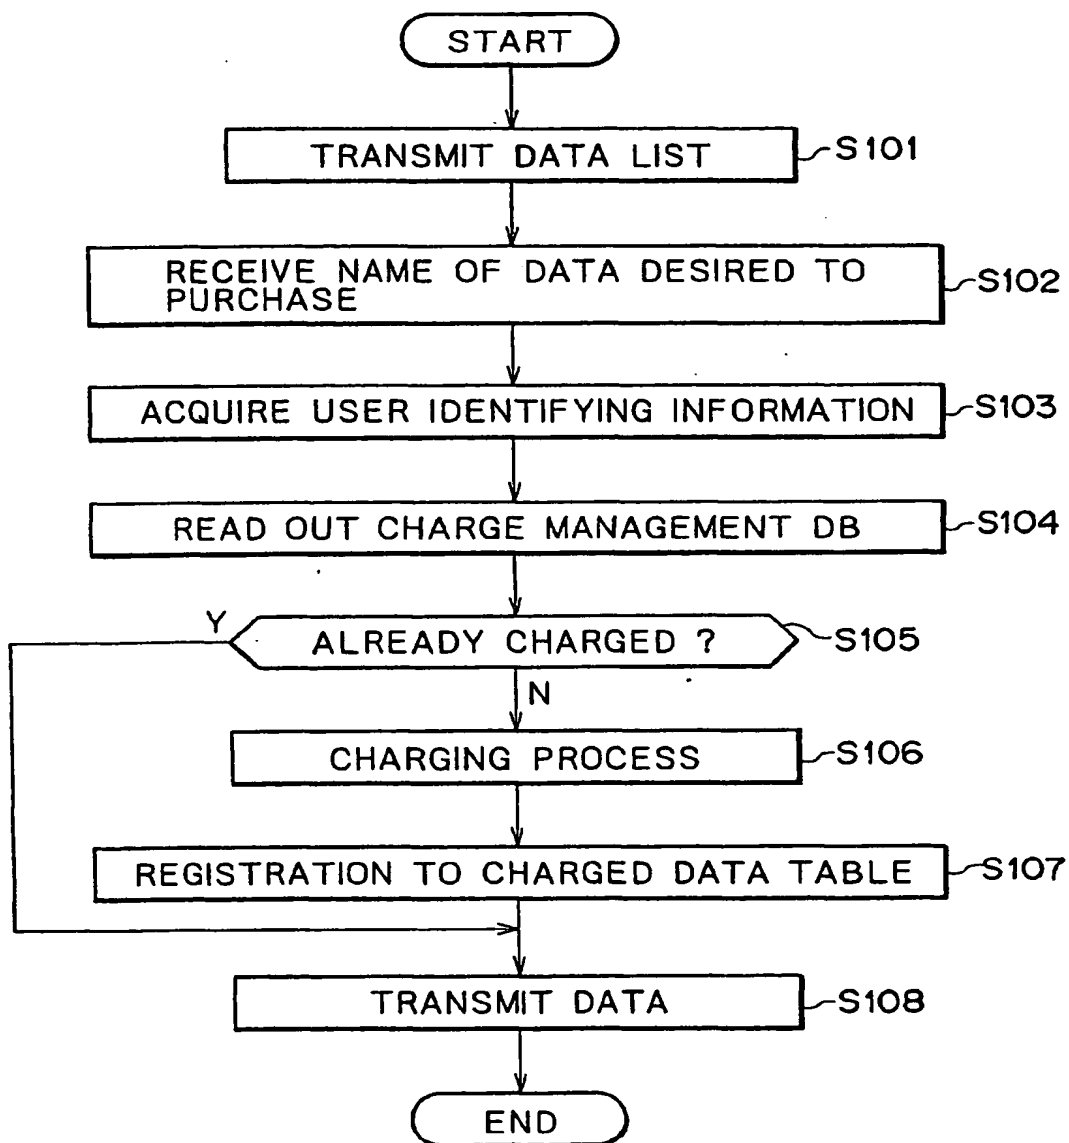 START
TRANSMIT DATA LIST
S101
RECEIVE NAME OF DATA DESIRED TO
PURCHASE
S102
ACQUIRE USER IDENTIFYING INFORMATION
S103
READ OUT CHARGE MANAGEMENT DB
S104
Y
ALREADY CHARGED ?
S105
N
CHARGING PROCESS
S106
REGISTRATION TO CHARGED DATA TABLE
S107
TRANSMIT DATA
S108
END